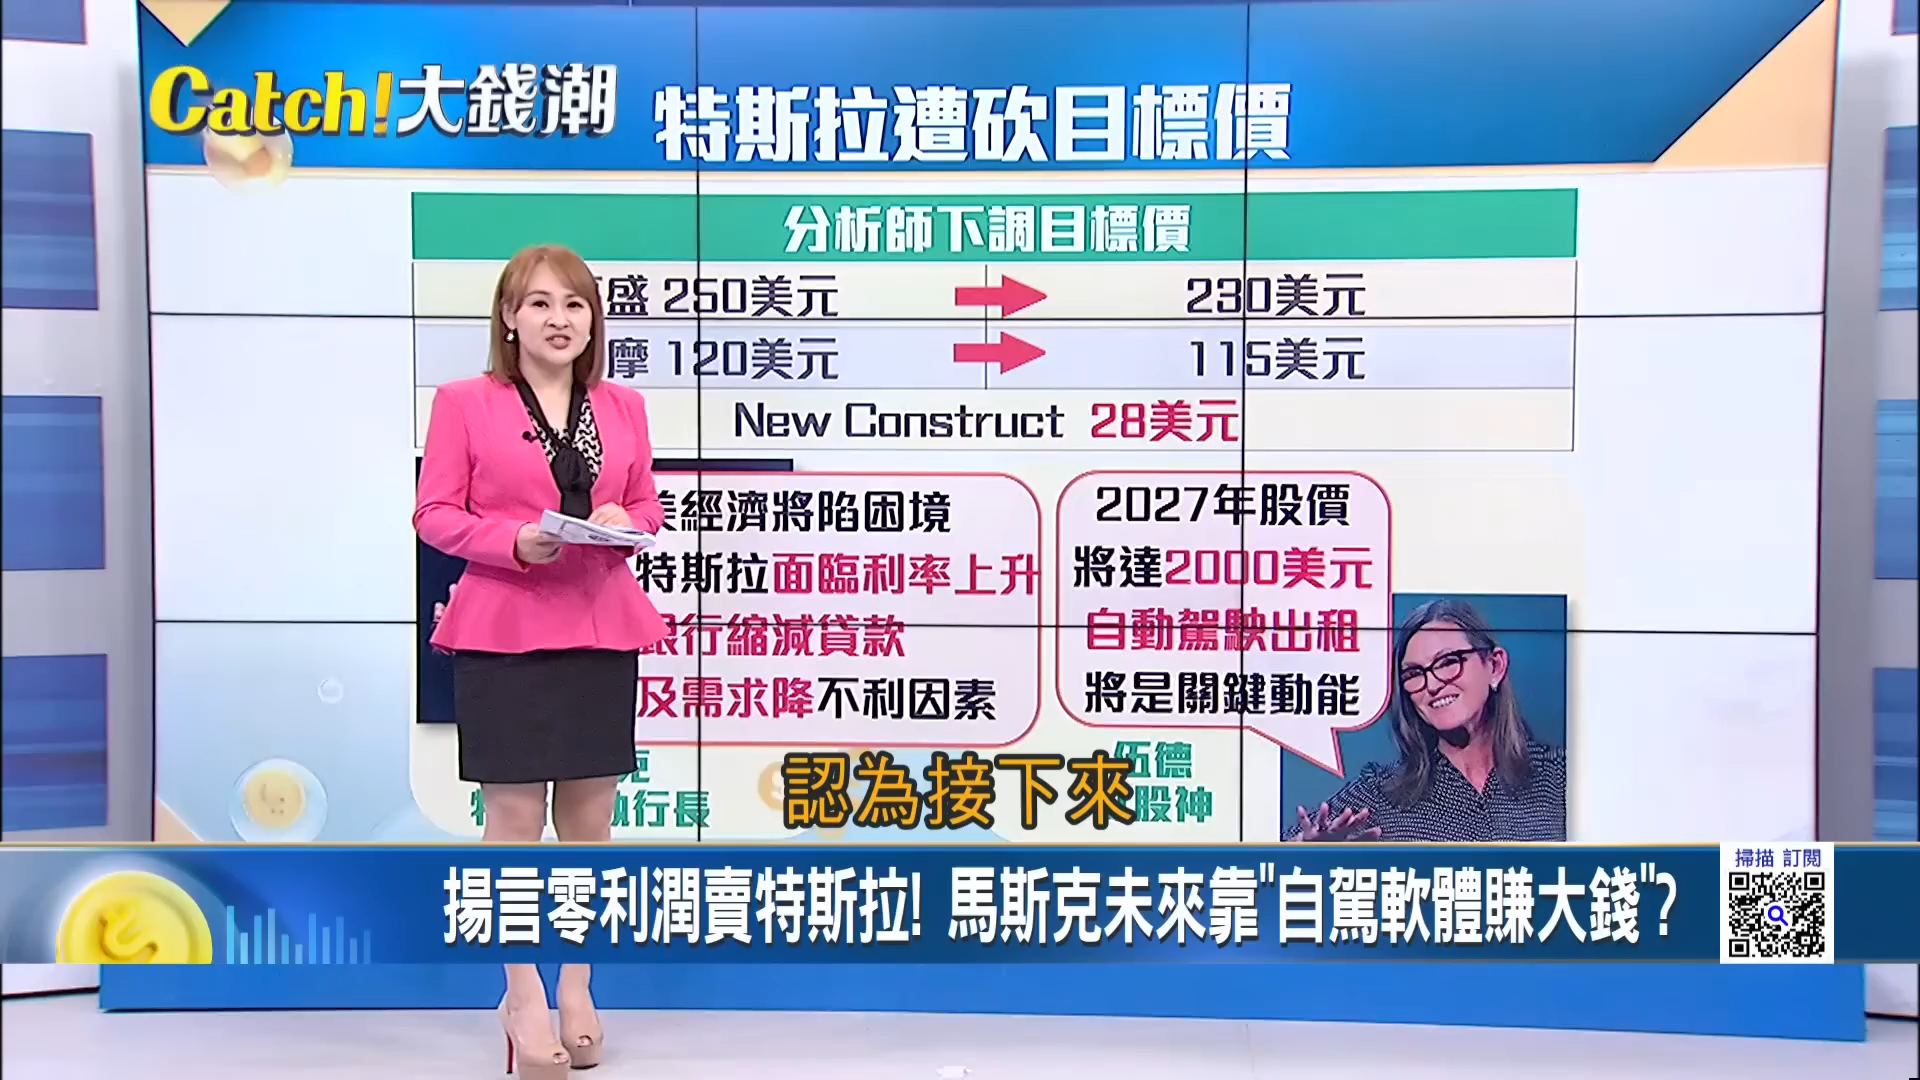 Catch!大錢潮
特斯拉遭砍目標價
分析師下調目標價
盛 250美元 230美元
摩 120美元 115美元
New Construct 28美元
美經濟將陷困境
特斯拉面臨利率上升
銀行縮減貸款
及需求降不利因素
2027年股價
將達2000美元
自動駕駛出租
將是關鍵動能
克
特 執行長
伍德
股神
認為接下來
揚言零利潤賣特斯拉! 馬斯克未來靠"自駕軟體賺大錢"?
掃描 訂閱